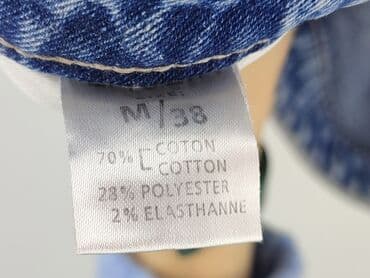 M/38
70% COTON
COTTON
28% POLYESTER
2% ELASTHANNE